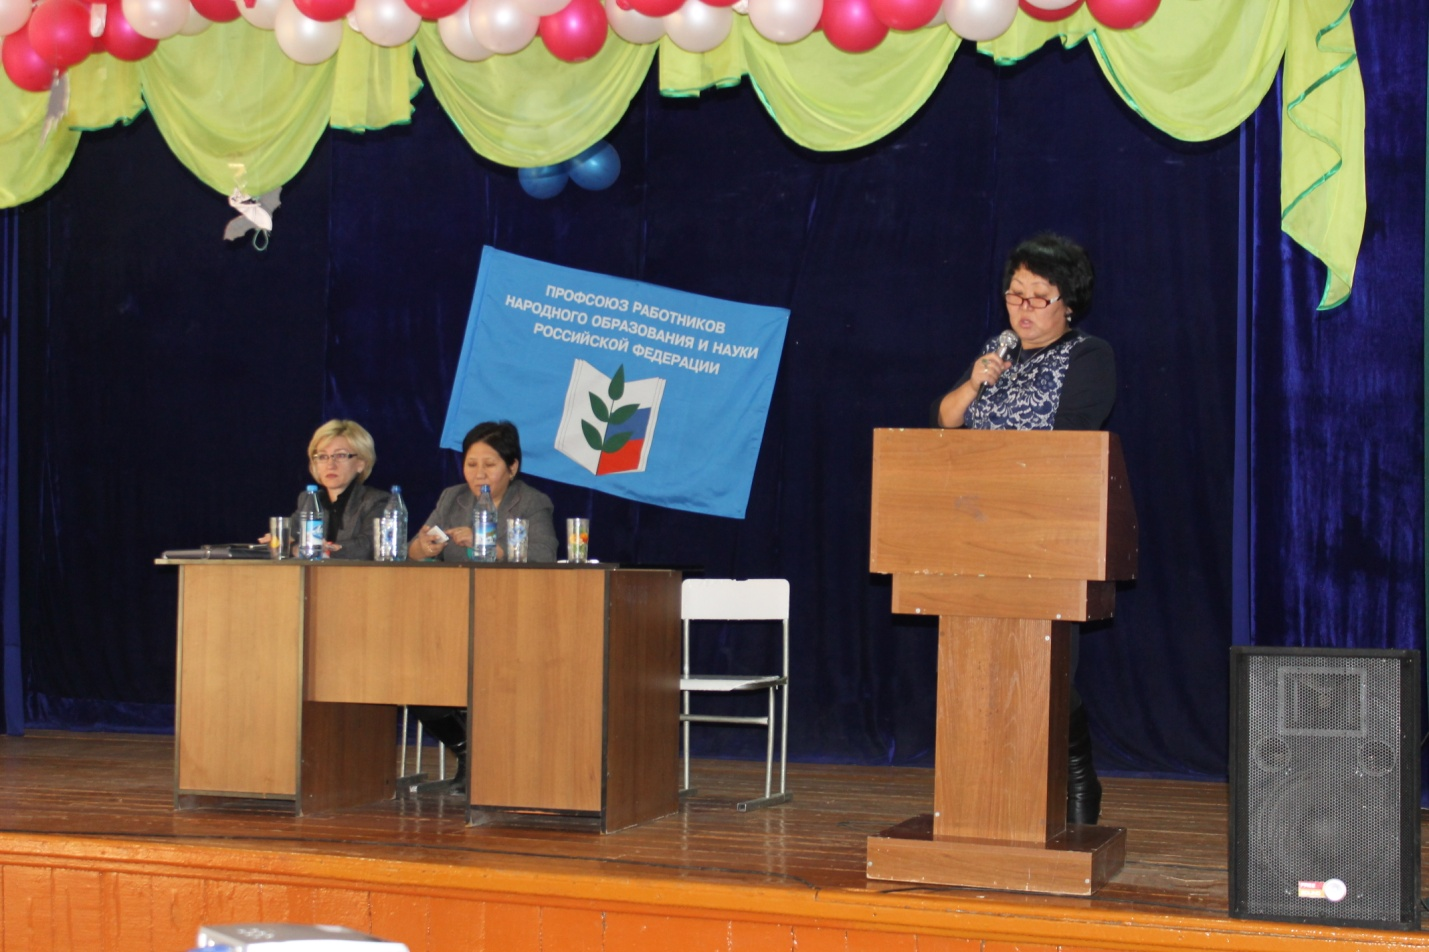 ПРОФСОЮЗ РАБОТНИКОВ
НАРОДНОГО ОБРАЗОВАНИЯ И НАУКИ
РОССИЙСКОЙ ФЕДЕРАЦИИ